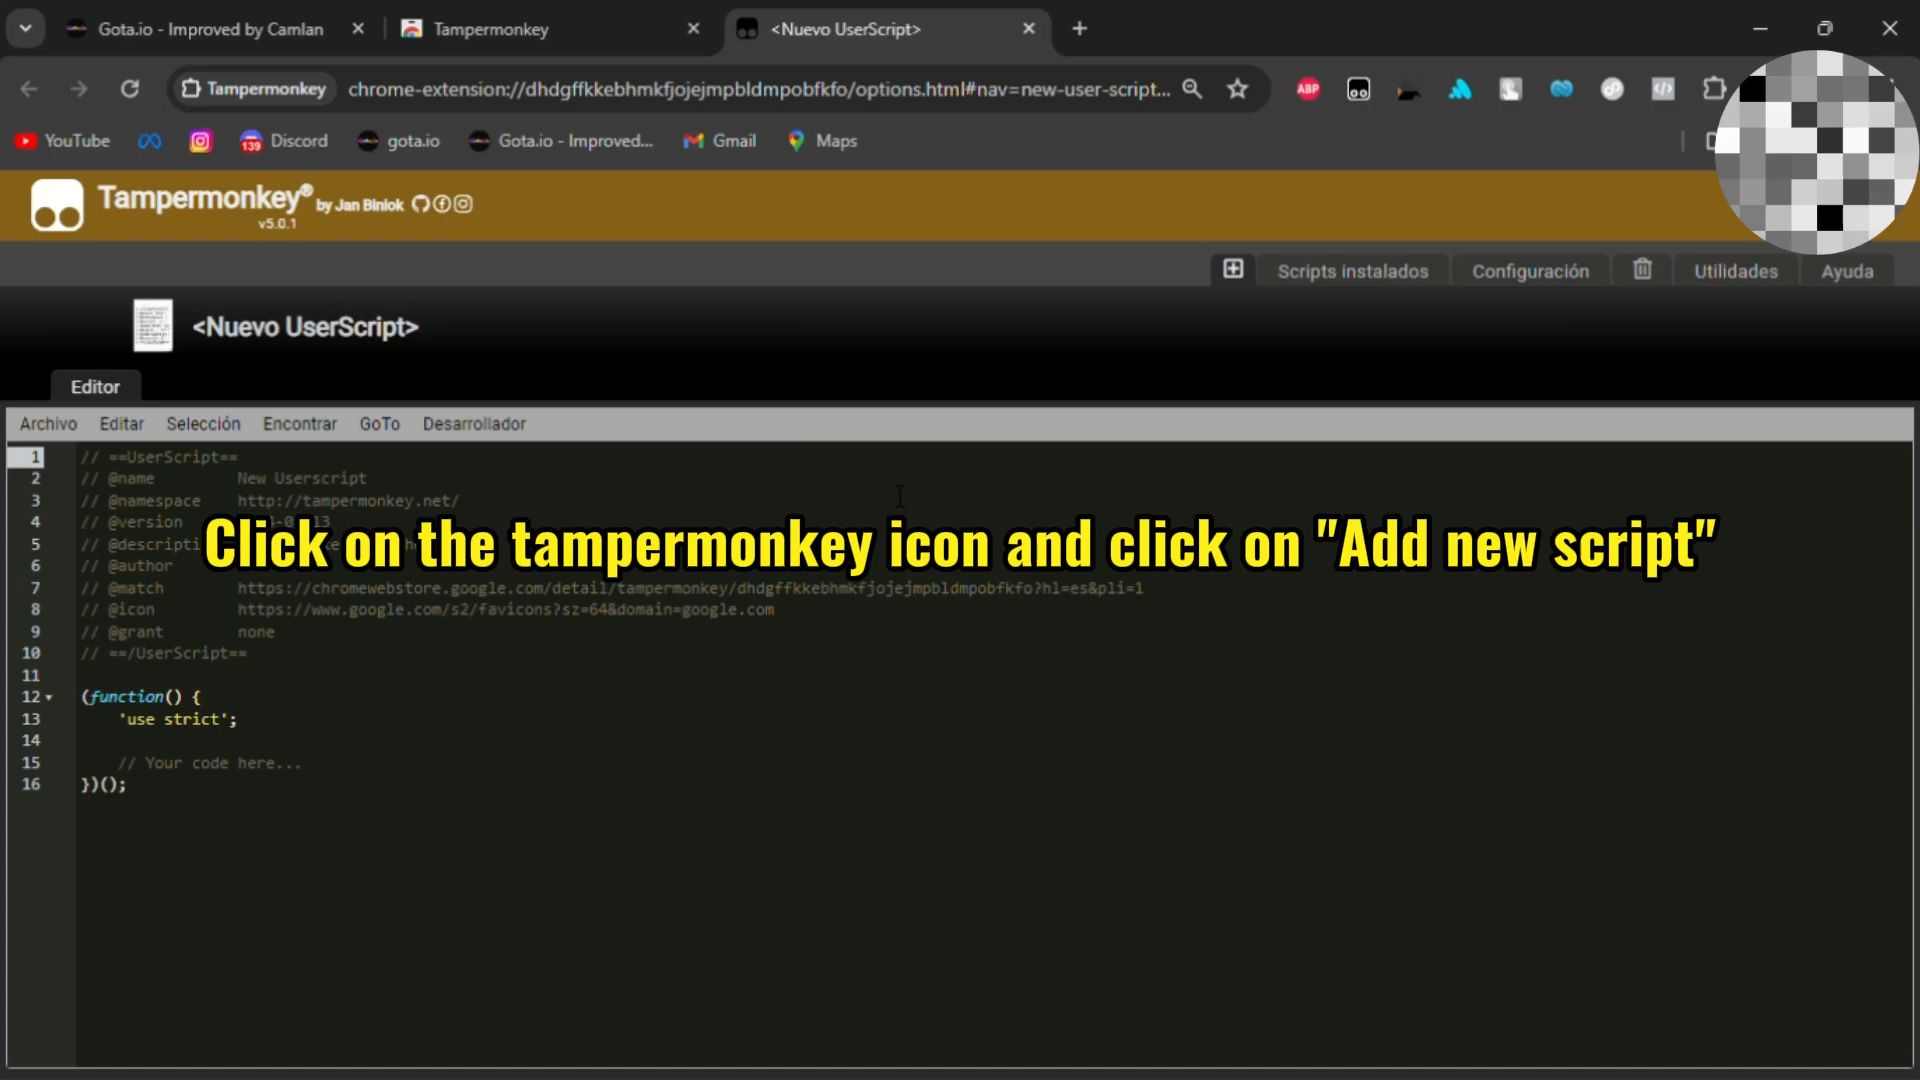 Gota.io - Improved by Camlan
Tampermonkey
<Nuevo UserScript>
Tampermonkey
chrome-extension://dhdgffkkebhmkfjojejmpbldmpobfkfo/options.html#nav=new-user-script...
ABP
YouTube
139
Discord
gota.io
Gota.io - Improved...
Gmail
Maps
Tampermonkey® by Jan Biniok
v5.0.1
Scripts instalados
Configuración
Utilidades
Ayuda
<Nuevo UserScript>
Editor
Archivo Editar Selección Encontrar GoTo Desarrollador
1 // ==UserScript==
2 // @name New Userscript
3 // @namespace http://tampermonkey.net/
4 // @version
Click on the tampermonkey icon and click on "Add new script"
5 //
6 // @author
7 // @match https://chromewebstore.google.com/detail/tampermonkey/dhdgffkkebhmkfjojejmpbldmpobfkfo?hl=es&pli=1
8 // @icon https://www.google.com/s2/favicons?sz=64&domain=google.com
9 // @grant none
10 // ==/UserScript==
11
12 (function() {
13 'use strict';
14
15 // Your code here...
16 })();